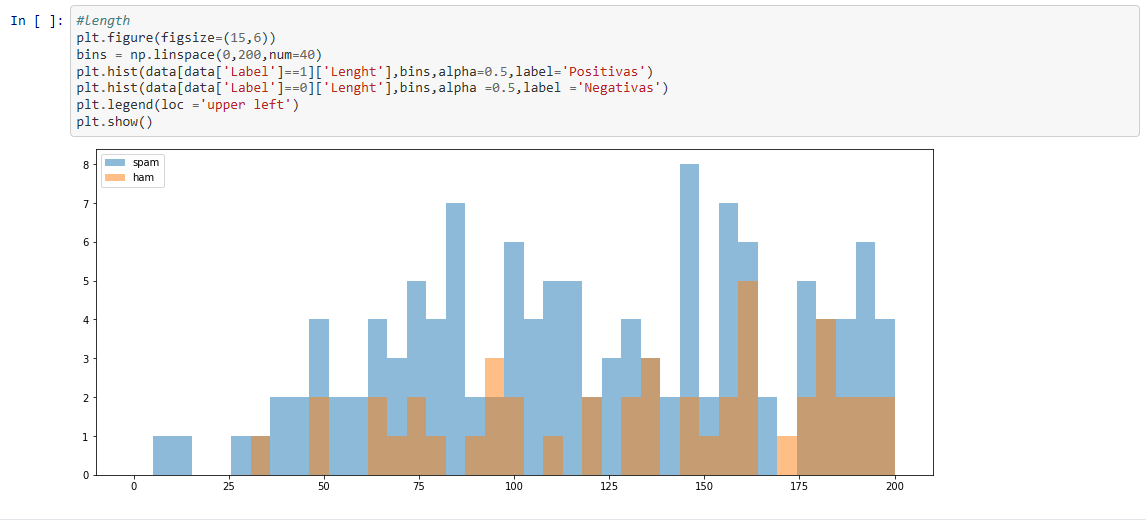 In [ ]: #length
plt.figure(figsize=(15,6))
bins = np.linspace(0,200,num=40)
plt.hist(data[data['Label']==1]['Lenght'],bins,alpha=0.5,label='Positivas')
plt.hist(data[data['Label']==0]['Lenght'],bins,alpha =0.5,label ='Negativas')
plt.legend(loc ='upper left')
plt.show()
spam
ham
8
7
6
5
4
3
2
1
0
0 25 50 75 100 125 150 175 200